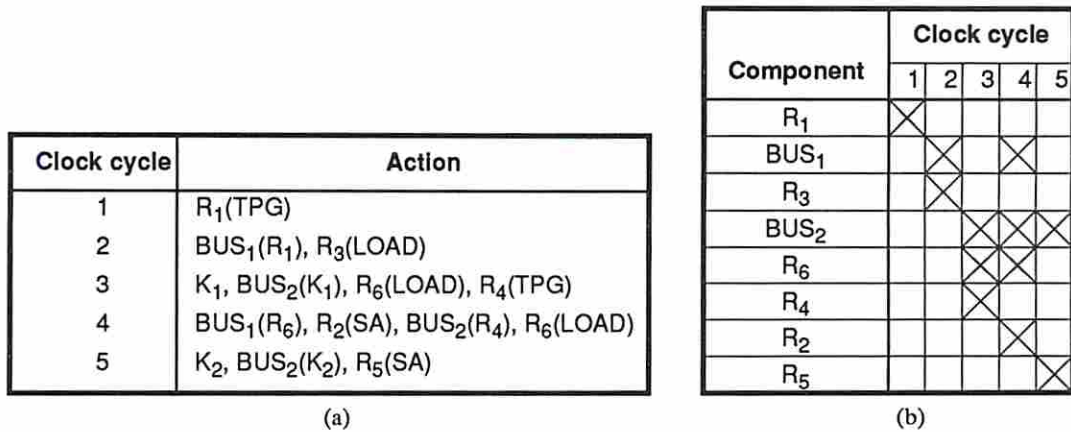 Clock cycle Action
1 R₁(TPG)
2 BUS₁(R₁), R₃(LOAD)
3 K₁, BUS₂(K₁), R₆(LOAD), R₄(TPG)
4 BUS₁(R₆), R₂(SA), BUS₂(R₄), R₆(LOAD)
5 K₂, BUS₂(K₂), R₅(SA)
(a)
Component Clock cycle
1 2 3 4 5
R₁
BUS₁
R₃
BUS₂
R₆
R₄
R₂
R₅
(b)